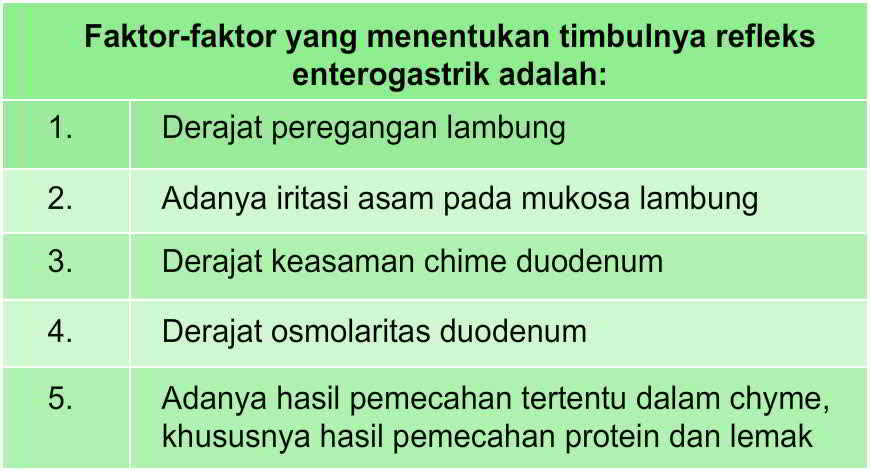 Faktor-faktor yang menentukan timbulnya refleks
enterogastrik adalah:
1. Derajat peregangan lambung
2. Adanya iritasi asam pada mukosa lambung
3. Derajat keasaman chime duodenum
4. Derajat osmolaritas duodenum
5. Adanya hasil pemecahan tertentu dalam chyme,
khususnya hasil pemecahan protein dan lemak